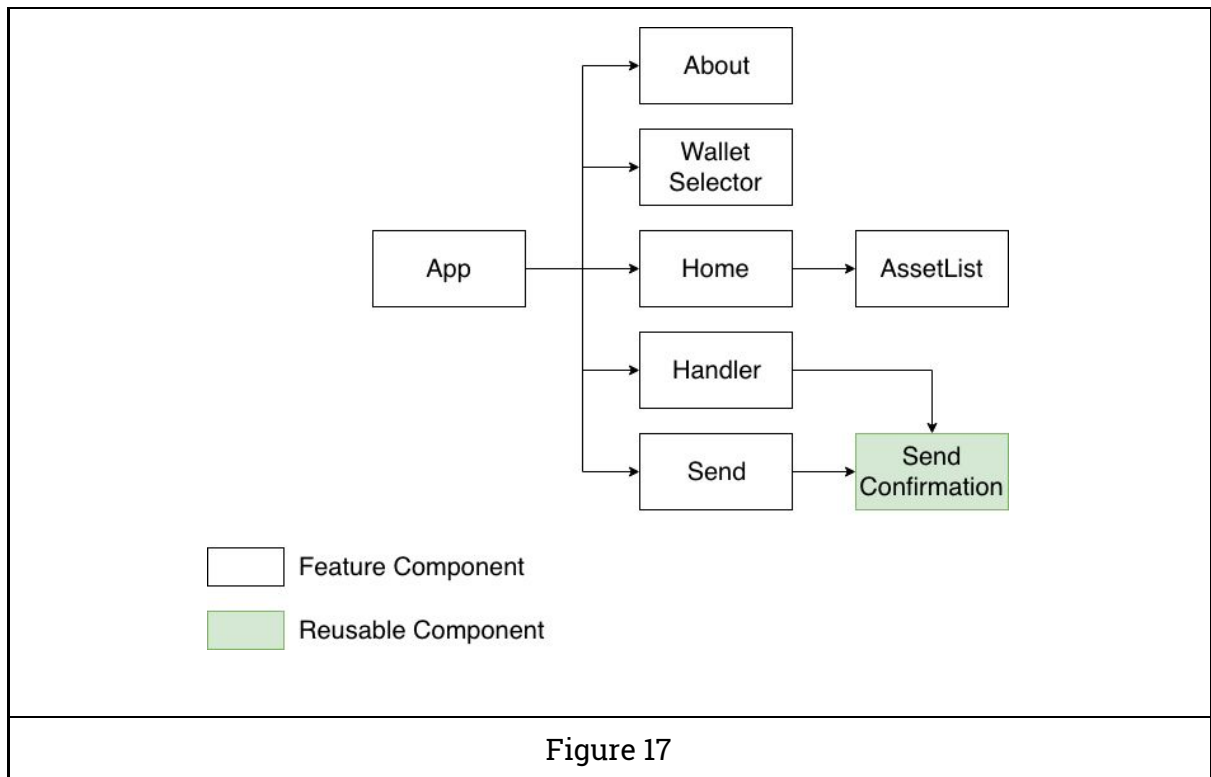 About
Wallet
Selector
App
Home
AssetList
Handler
Send
Send
Confirmation
Feature Component
Reusable Component
Figure 17